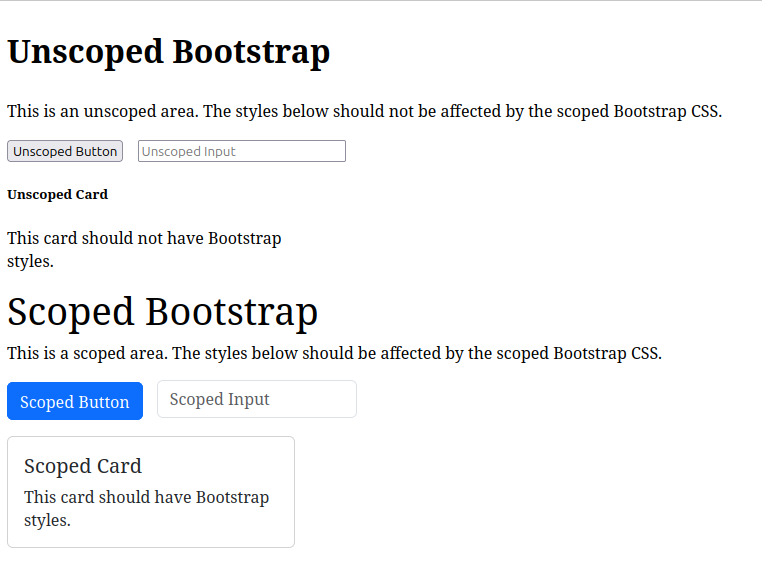 Unscoped Bootstrap
This is an unscoped area. The styles below should not be affected by the scoped Bootstrap CSS.
Unscoped Button Unscoped Input
Unscoped Card
This card should not have Bootstrap
styles.
Scoped Bootstrap
This is a scoped area. The styles below should be affected by the scoped Bootstrap CSS.
Scoped Button Scoped Input
Scoped Card
This card should have Bootstrap
styles.